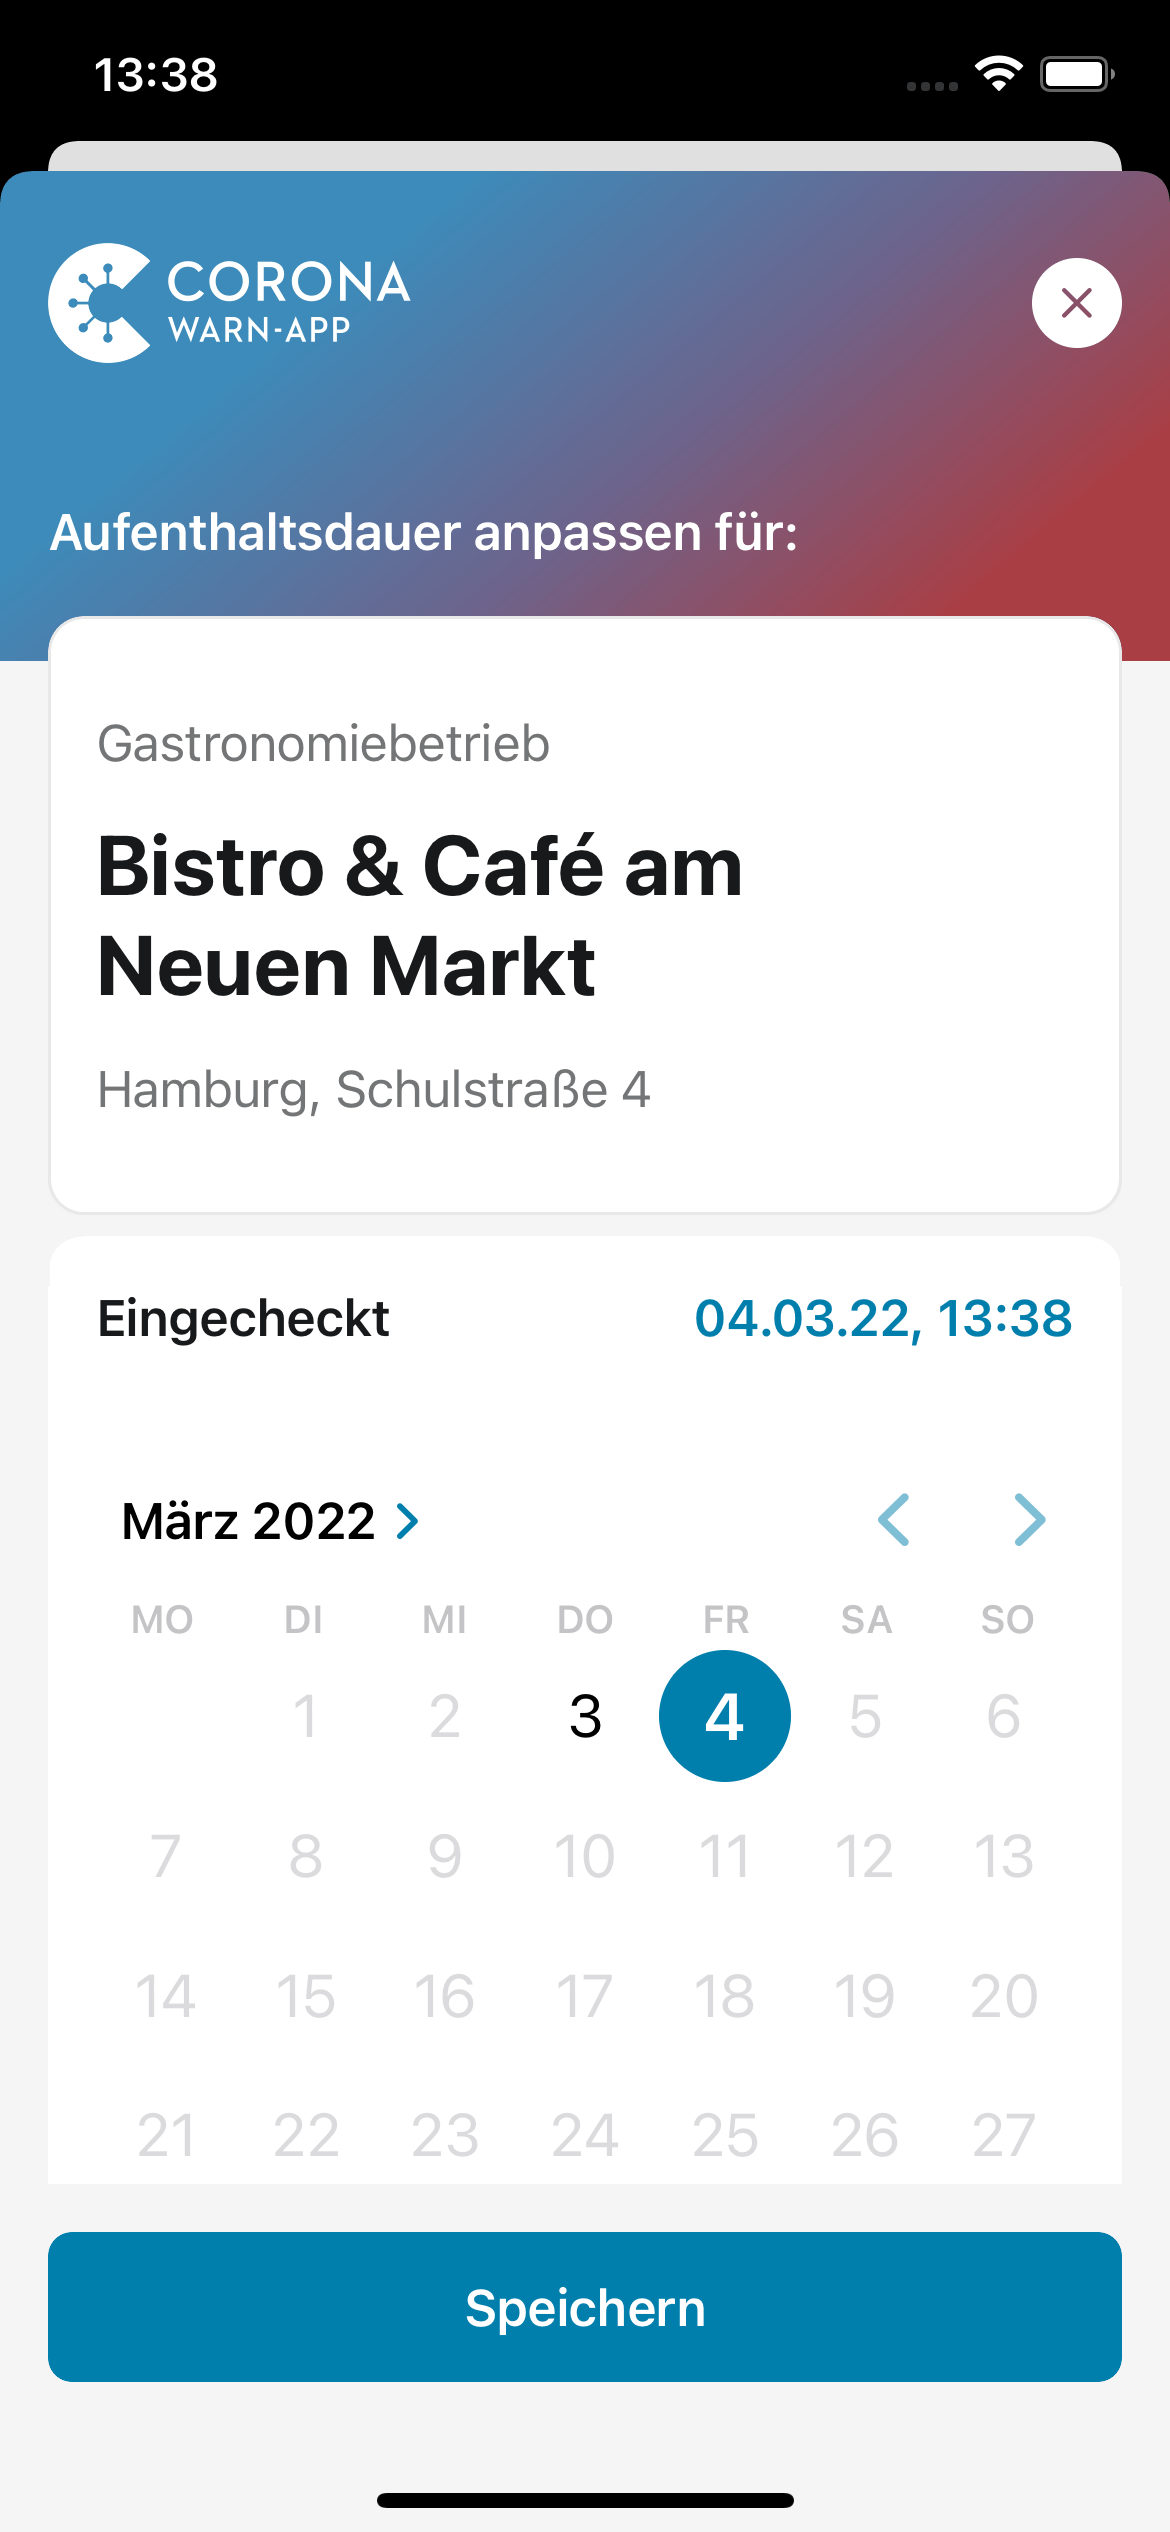 13:38
CORONA
WARN-APP
Aufenthaltsdauer anpassen für:
Gastronomiebetrieb
Bistro & Café am
Neuen Markt
Hamburg, Schulstraße 4
Eingecheckt 04.03.22, 13:38
März 2022
MO DI MI DO FR SA SO
1 2 3 4 5 6
7 8 9 10 11 12 13
14 15 16 17 18 19 20
21 22 23 24 25 26 27
Speichern